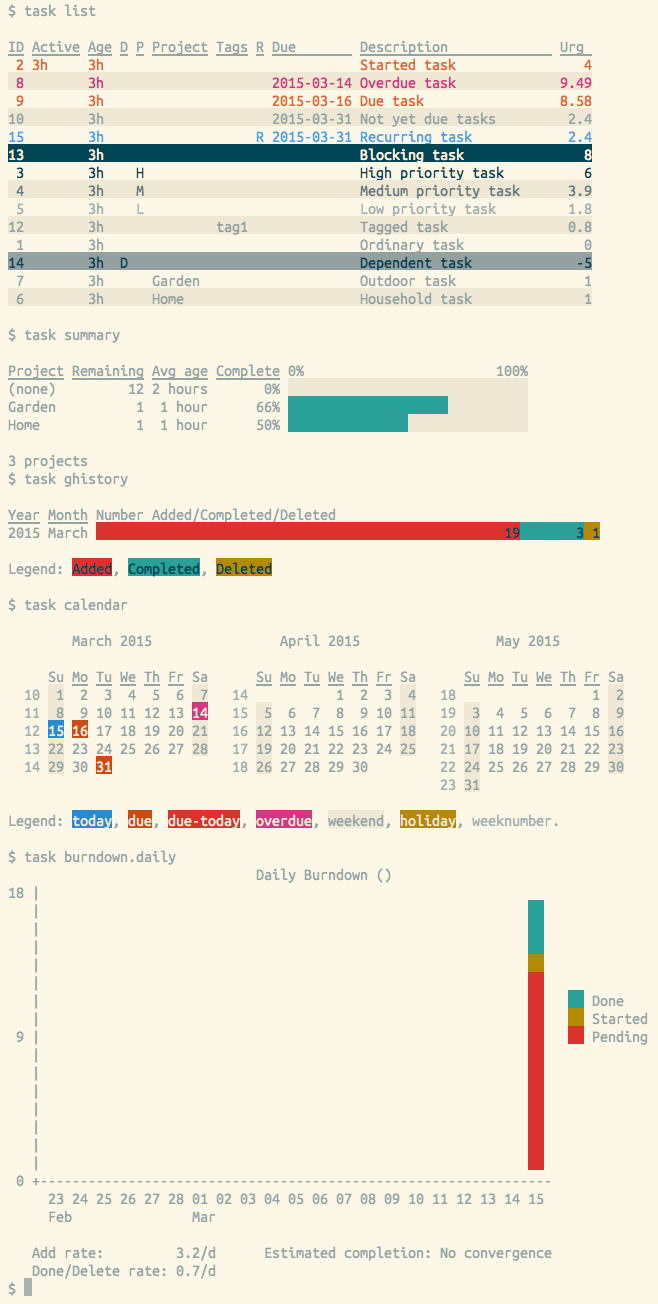 $ task list
ID Active Age D P Project Tags R Due        Description             Urg
 2 3h     3h                                Started task               4
 8        3h                     2015-03-14 Overdue task            9.49
 9        3h                     2015-03-16 Due task                8.58
10        3h                     2015-03-31 Not yet due tasks        2.4
15        3h                   R 2015-03-31 Recurring task           2.4
13        3h                                Blocking task              8
 3        3h    H                           High priority task         6
 4        3h    M                           Medium priority task     3.9
 5        3h    L                           Low priority task        1.8
12        3h              tag1              Tagged task              0.8
 1        3h                                Ordinary task              0
14        3h  D                             Dependent task            -5
 7        3h      Garden                    Outdoor task               1
 6        3h      Home                      Household task             1
$ task summary
Project Remaining Avg age Complete 0%                        100%
(none)         12 2 hours       0%
Garden          1  1 hour      66%
Home            1  1 hour      50%
3 projects
$ task ghistory
Year Month Number Added/Completed/Deleted
2015 March 19 3 1
Legend: Added, Completed, Deleted
$ task calendar
March 2015 April 2015 May 2015
Su Mo Tu We Th Fr Sa Su Mo Tu We Th Fr Sa Su Mo Tu We Th Fr Sa
10 1 2 3 4 5 6 7 14 1 2 3 4 18 1 2
11 8 9 10 11 12 13 14 15 5 6 7 8 9 10 11 19 3 4 5 6 7 8 9
12 15 16 17 18 19 20 21 16 12 13 14 15 16 17 18 20 10 11 12 13 14 15 16
13 22 23 24 25 26 27 28 17 19 20 21 22 23 24 25 21 17 18 19 20 21 22 23
14 29 30 31 18 26 27 28 29 30 22 24 25 26 27 28 29 30
23 31
Legend: today, due, due-today, overdue, weekend, holiday, weeknumber.
$ task burndown.daily
Daily Burndown ()
18
Done
Started
9
Pending
0
23 24 25 26 27 28 01 02 03 04 05 06 07 08 09 10 11 12 13 14 15
Feb Mar
Add rate: 3.2/d Estimated completion: No convergence
Done/Delete rate: 0.7/d
$